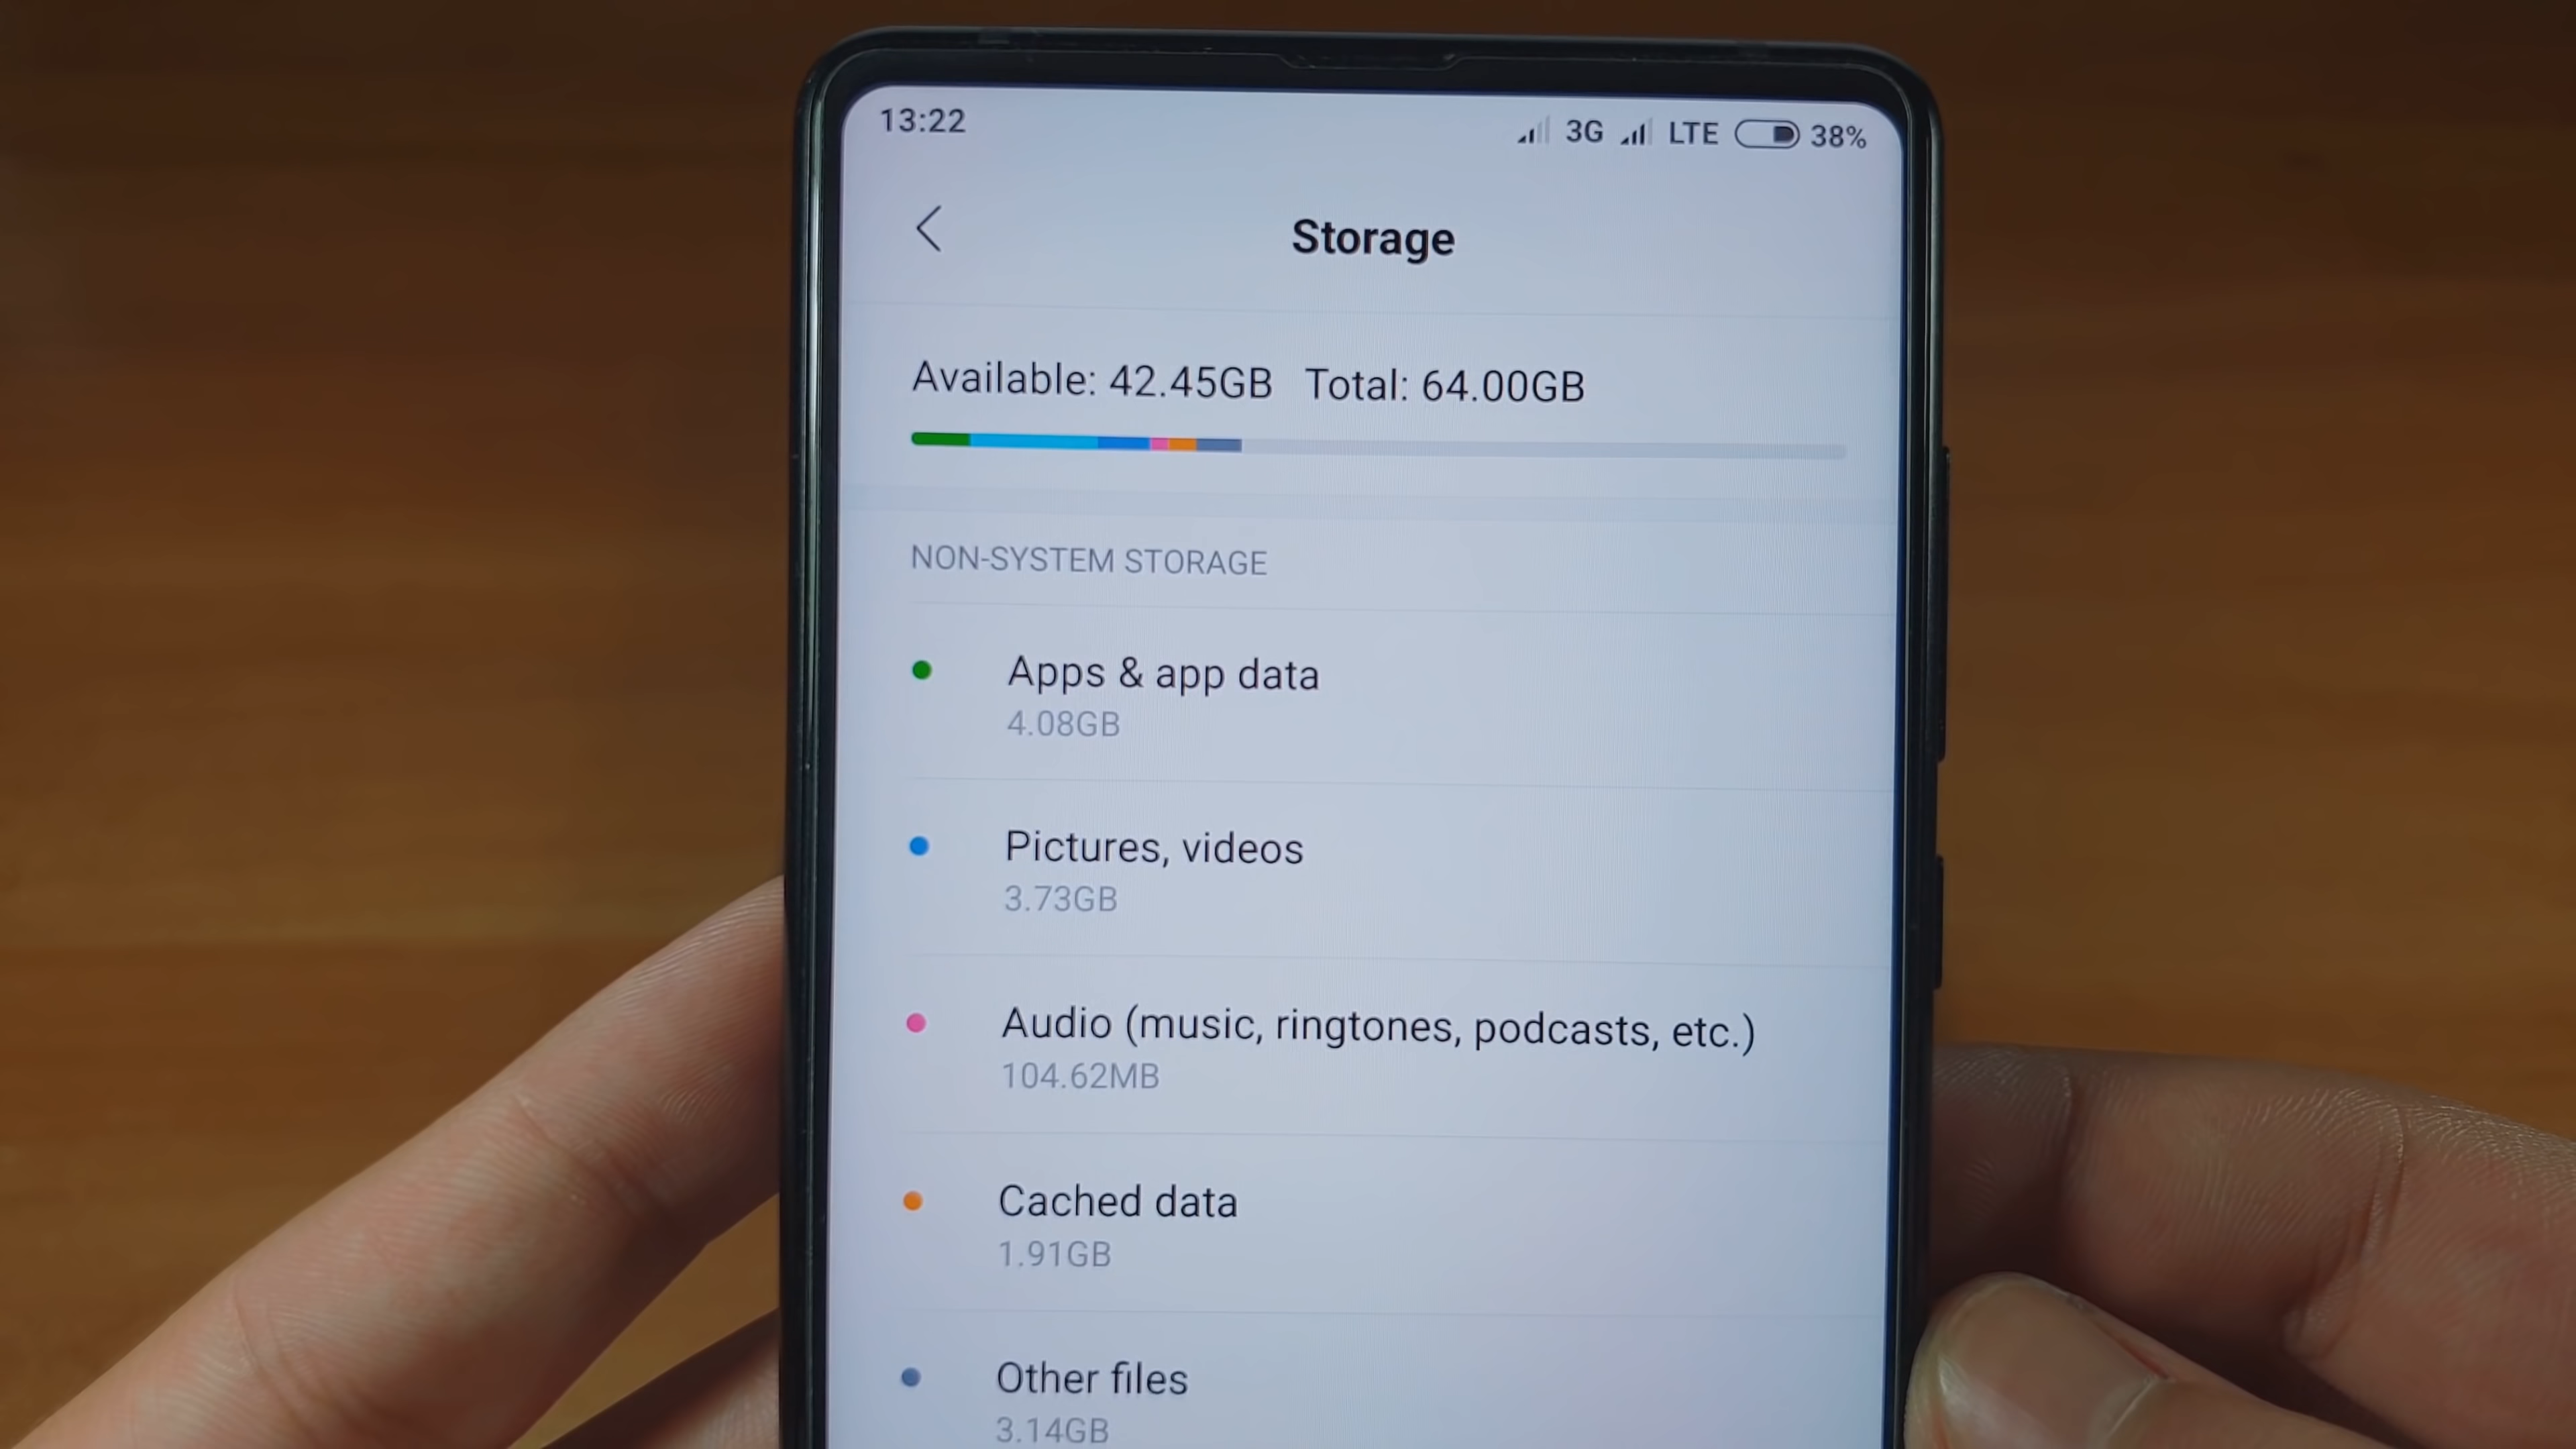 13:22 3G LTE 38%
Storage
Available: 42.45GB Total: 64.00GB
NON-SYSTEM STORAGE
Apps & app data
4.08GB
Pictures, videos
3.73GB
Audio (music, ringtones, podcasts, etc.)
104.62MB
Cached data
1.91GB
Other files
3.14GB